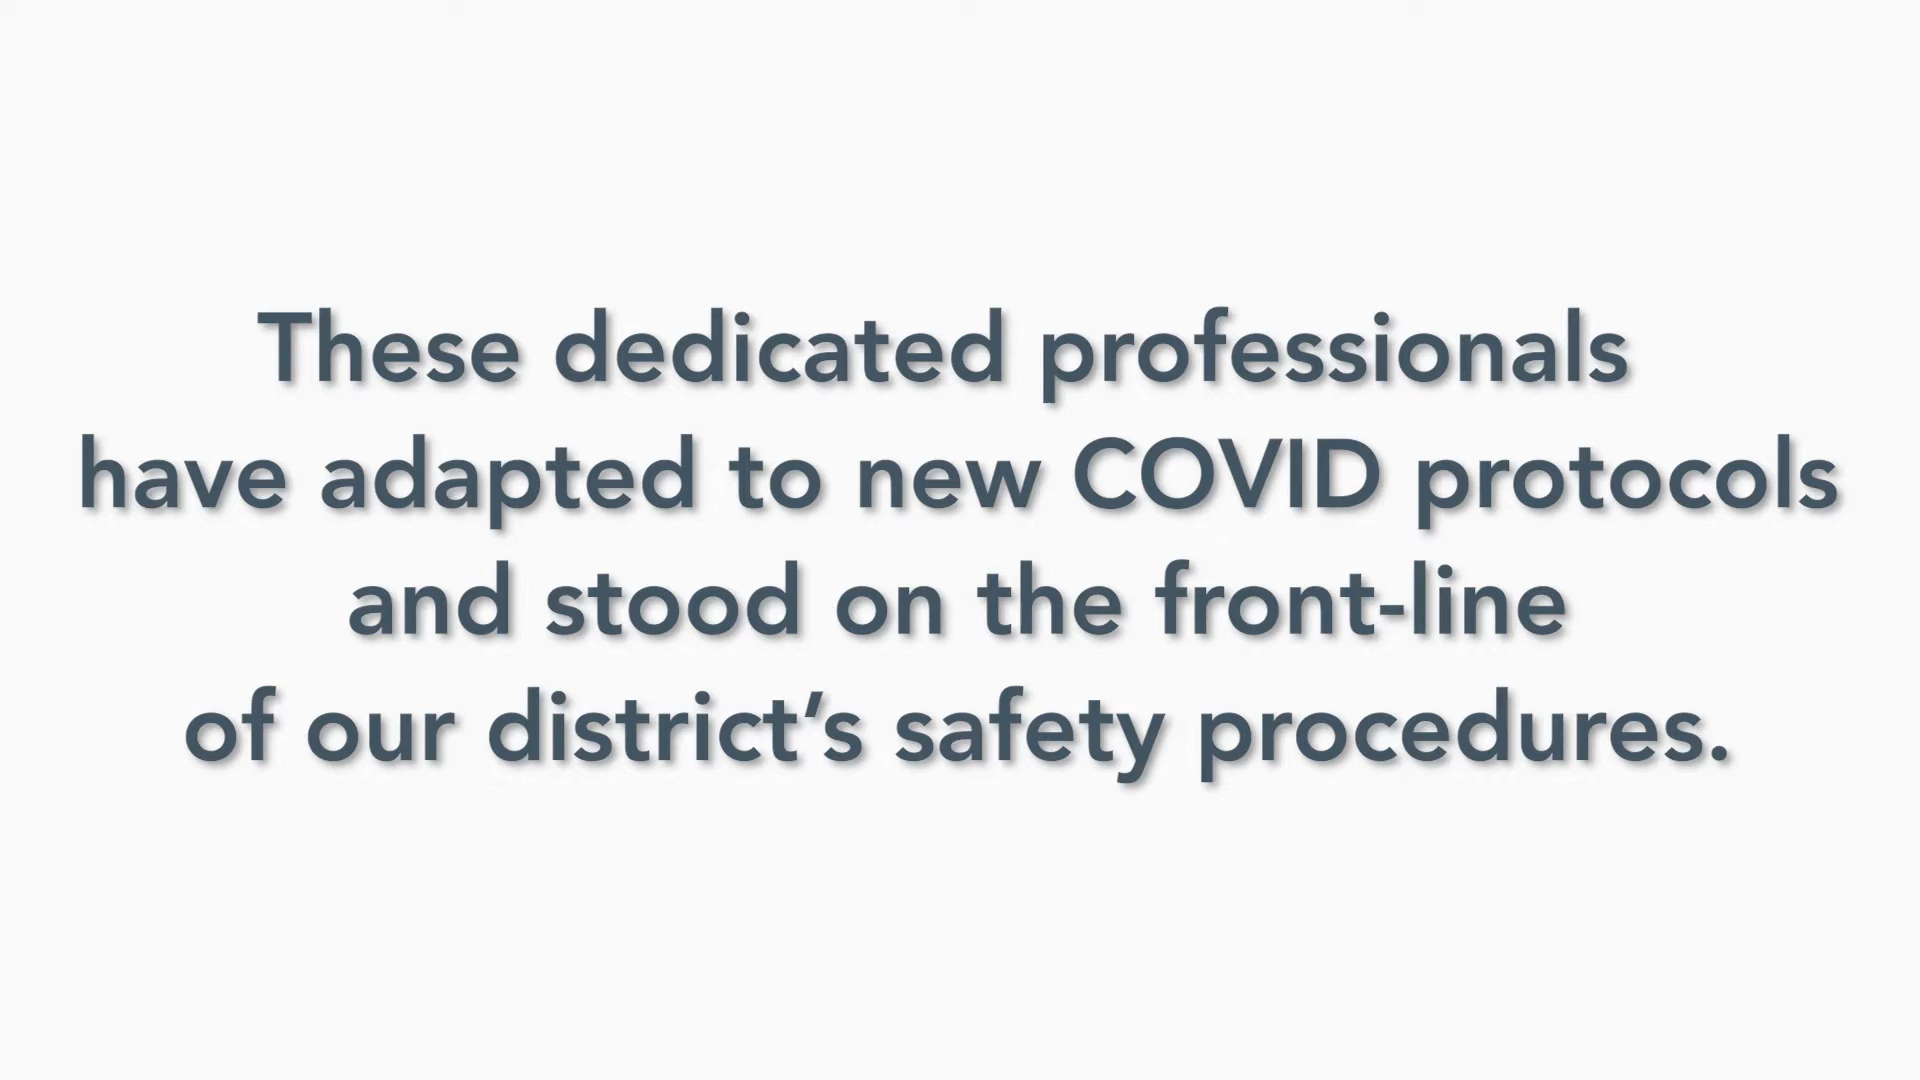 These dedicated professionals
have adapted to new COVID protocols
and stood on the front-line
of our district’s safety procedures.